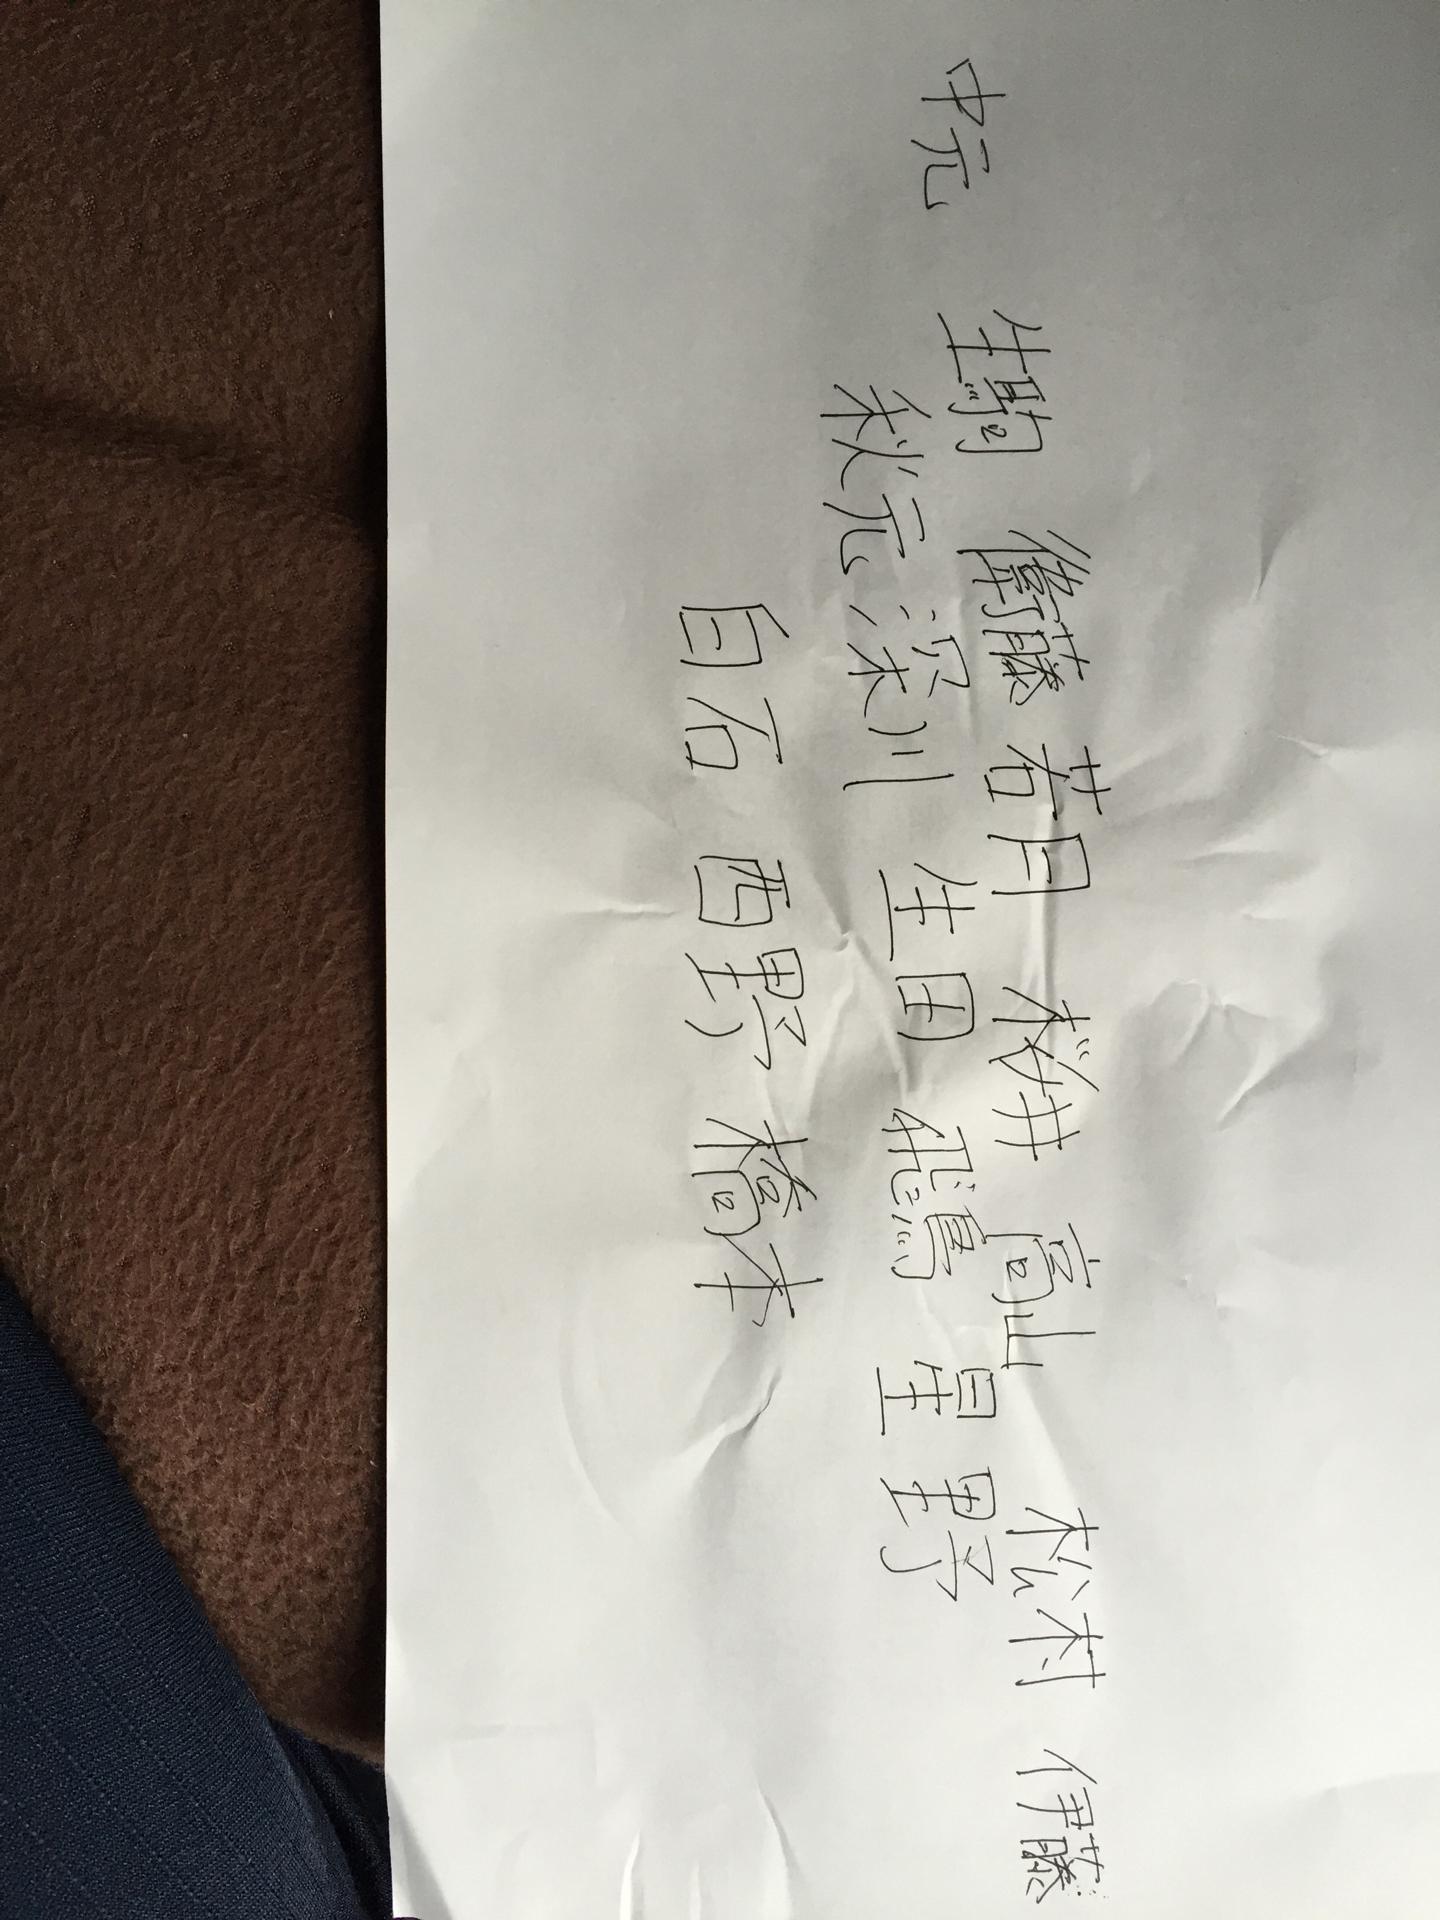 中元 生駒 衛藤 若月 桜井 高山 松村 伊藤
秋元 深川 生田 飛鳥 星野
白石 西野 橋本